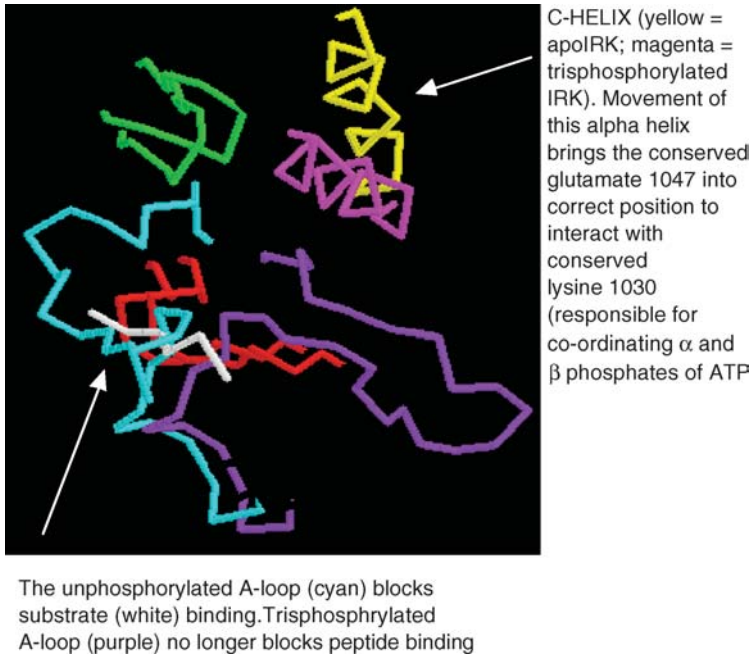 C-HELIX (yellow =
apoIRK; magenta =
trisphosphorylated
IRK). Movement of
this alpha helix
brings the conserved
glutamate 1047 into
correct position to
interact with
conserved
lysine 1030
(responsible for
co-ordinating α and
β phosphates of ATP
The unphosphorylated A-loop (cyan) blocks
substrate (white) binding.Trisphosphrylated
A-loop (purple) no longer blocks peptide binding